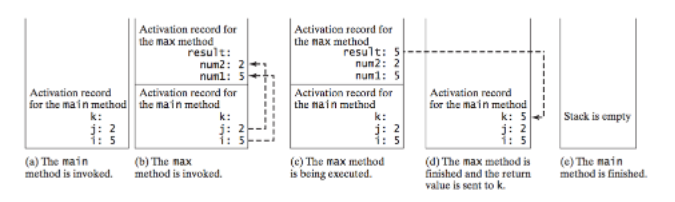 Activation record
for the main method
k:
j: 2
i: 5
(a) The main
method is invoked.
Activation record for
the max method
result:
num2: 2
num1: 5
Activation record for
the main method
k:
j: 2
i: 5
(b) The max
method is invoked.
Activation record for
the max method
result: 5
num2: 2
num1: 5
Activation record for
the main method
k:
j: 2
i: 5
(c) The max method
is being executed.
Activation record
for the main method
k: 5
j: 2
i: 5
(d) The max method is
finished and the return
value is sent to k.
Stack is empty
(e) The main
method is finished.